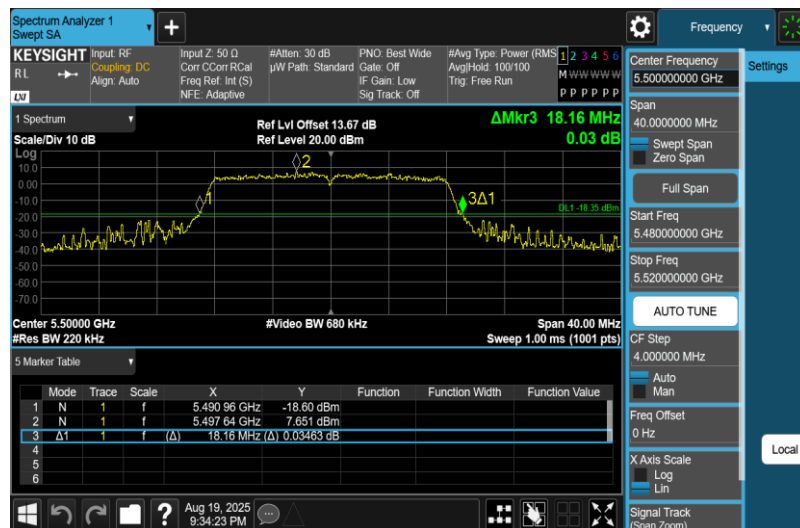 Spectrum Analyzer 1
Swept SA
+
Frequency
KEYSIGHT
RL
LXI
Input: RF
Coupling: DC
Align: Auto
Input Z: 50 Ω
Corr CCorr RCal
Freq Ref: Int (S)
NFE: Adaptive
#Atten: 30 dB
µW Path: Standard
PNO: Best Wide
Gate: Off
IF Gain: Low
Sig Track: Off
#Avg Type: Power (RMS
Avg|Hold: 100/100
Trig: Free Run
1 2 3 4 5 6
M W W W W W
P P P P P P
1 Spectrum
Scale/Div 10 dB
Ref Lvl Offset 13.67 dB
Ref Level 20.00 dBm
ΔMkr3 18.16 MHz
0.03 dB
Log
10.0
0.00
-10.0
-20.0
-30.0
-40.0
-50.0
-60.0
-70.0
2
1
3Δ1
DL1 -18.35 dBm
Center 5.50000 GHz
#Res BW 220 kHz
#Video BW 680 kHz
Span 40.00 MHz
Sweep 1.00 ms (1001 pts)
5 Marker Table
Mode Trace Scale X Y Function Function Width Function Value
1 N 1 f 5.490 96 GHz -18.60 dBm
2 N 1 f 5.497 64 GHz 7.651 dBm
3 Δ1 1 f (Δ) 18.16 MHz (Δ) 0.03463 dB
4
5
6
?
Aug 19, 2025
9:34:23 PM
Center Frequency
5.500000000 GHz
Span
40.0000000 MHz
Swept Span
Zero Span
Full Span
Start Freq
5.480000000 GHz
Stop Freq
5.520000000 GHz
AUTO TUNE
CF Step
4.000000 MHz
Auto
Man
Freq Offset
0 Hz
X Axis Scale
Log
Lin
Signal Track
(Span Zoom)
Settings
Local